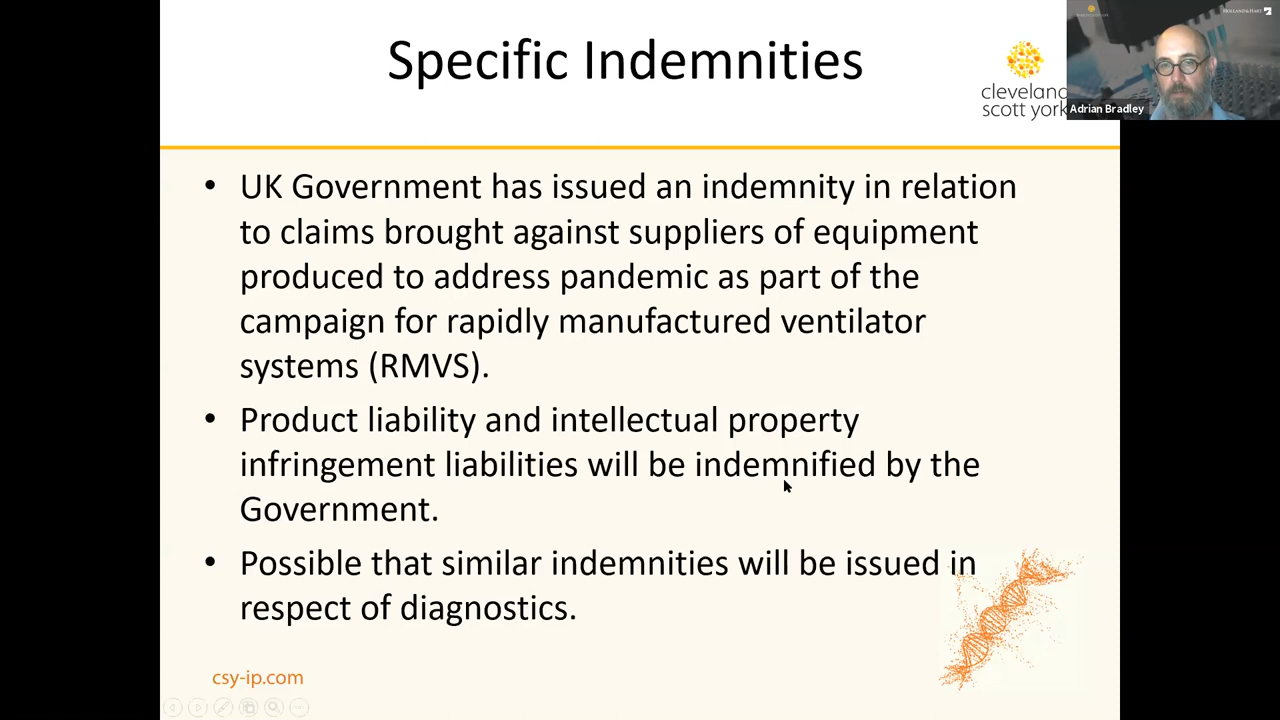 Specific Indemnities
cleveland
scott york
HOLLAND&HART
Adrian Bradley
• UK Government has issued an indemnity in relation
to claims brought against suppliers of equipment
produced to address pandemic as part of the
campaign for rapidly manufactured ventilator
systems (RMVS).
• Product liability and intellectual property
infringement liabilities will be indemnified by the
Government.
• Possible that similar indemnities will be issued in
respect of diagnostics.
csy-ip.com